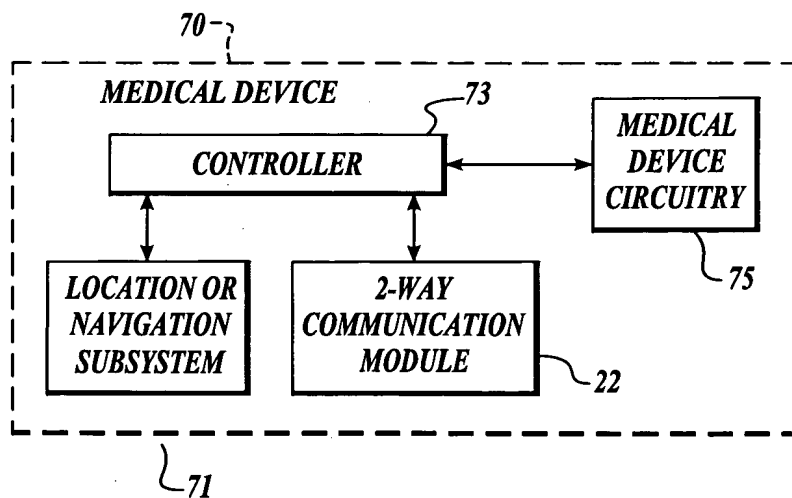 70
MEDICAL DEVICE
73
CONTROLLER
MEDICAL
DEVICE
CIRCUITRY
75
LOCATION OR
NAVIGATION
SUBSYSTEM
2-WAY
COMMUNICATION
MODULE
22
71